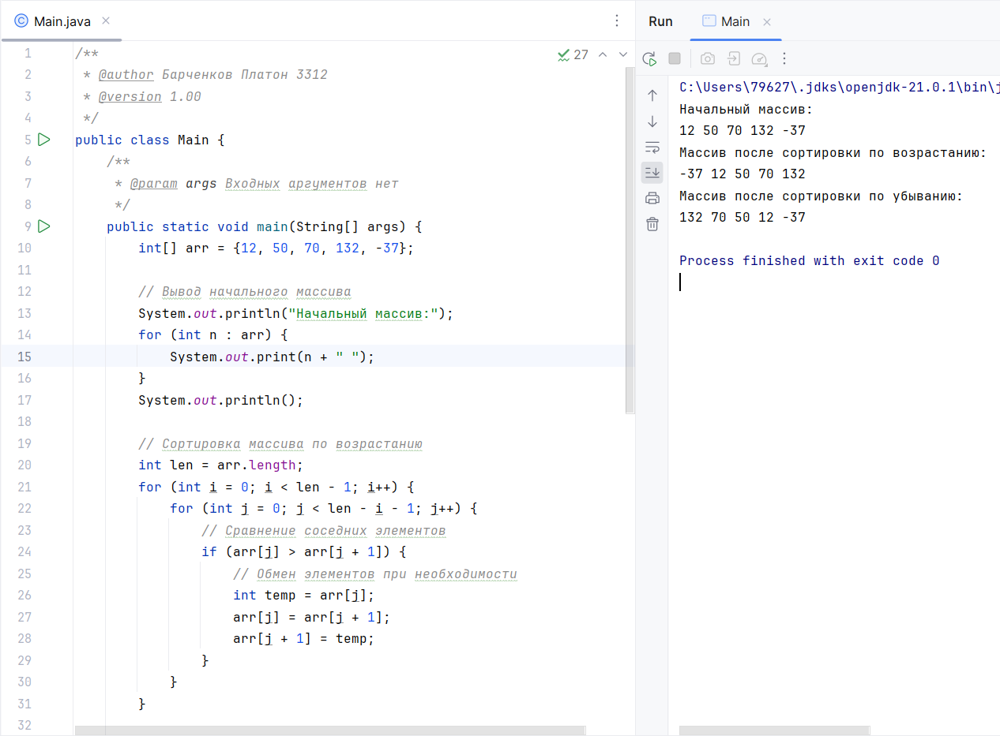 Main.java
27
1 /**
2  * @author Барченков Платон 3312
3  * @version 1.00
4  */
5 public class Main {
6     /**
7      * @param args Входных аргументов нет
8      */
9     public static void main(String[] args) {
10         int[] arr = {12, 50, 70, 132, -37};
11
12         // Вывод начального массива
13         System.out.println("Начальный массив:");
14         for (int n : arr) {
15             System.out.print(n + " ");
16         }
17         System.out.println();
18
19         // Сортировка массива по возрастанию
20         int len = arr.length;
21         for (int i = 0; i < len - 1; i++) {
22             for (int j = 0; j < len - i - 1; j++) {
23                 // Сравнение соседних элементов
24                 if (arr[j] > arr[j + 1]) {
25                     // Обмен элементов при необходимости
26                     int temp = arr[j];
27                     arr[j] = arr[j + 1];
28                     arr[j + 1] = temp;
29                 }
30             }
31         }
32
Run Main
C:\Users\79627\.jdks\openjdk-21.0.1\bin\j
Начальный массив:
12 50 70 132 -37
Массив после сортировки по возрастанию:
-37 12 50 70 132
Массив после сортировки по убыванию:
132 70 50 12 -37
Process finished with exit code 0